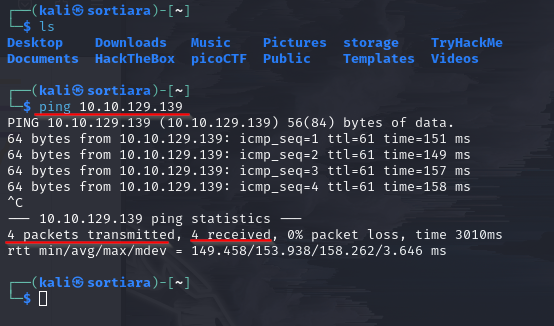 ┌──(kali㉿sortiara)-[~]
└─$ ls
Desktop Downloads Music Pictures storage TryHackMe
Documents HackTheBox picoCTF Public Templates Videos
┌──(kali㉿sortiara)-[~]
└─$ ping 10.10.129.139
PING 10.10.129.139 (10.10.129.139) 56(84) bytes of data.
64 bytes from 10.10.129.139: icmp_seq=1 ttl=61 time=151 ms
64 bytes from 10.10.129.139: icmp_seq=2 ttl=61 time=149 ms
64 bytes from 10.10.129.139: icmp_seq=3 ttl=61 time=157 ms
64 bytes from 10.10.129.139: icmp_seq=4 ttl=61 time=158 ms
^C
--- 10.10.129.139 ping statistics ---
4 packets transmitted, 4 received, 0% packet loss, time 3010ms
rtt min/avg/max/mdev = 149.458/153.938/158.262/3.646 ms
┌──(kali㉿sortiara)-[~]
└─$